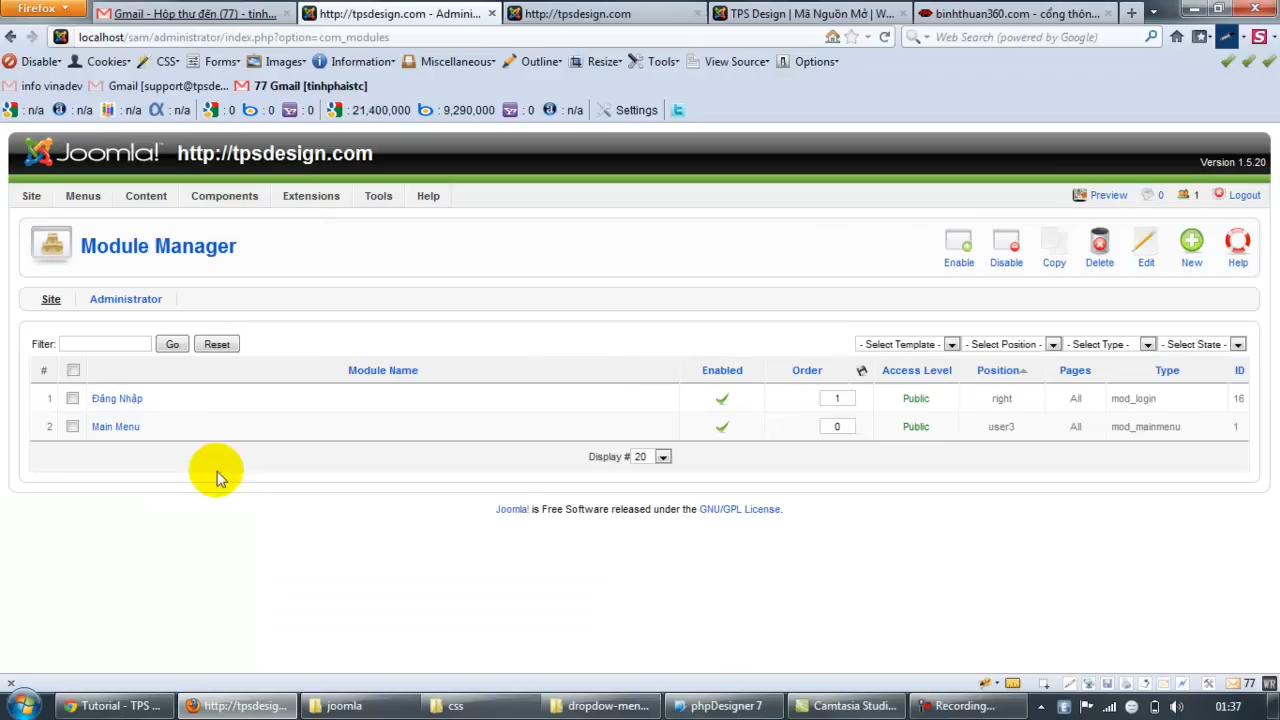 Firefox
Gmail - Hộp thư đến (77) - tinh...
http://tpsdesign.com - Admini...
http://tpsdesign.com
TPS Design | Mã Nguồn Mở | W...
binhthuan360.com - cổng thôn...
localhost/sam/administrator/index.php?option=com_modules
Web Search (powered by Google)
Disable Cookies CSS Forms Images Information Miscellaneous Outline Resize Tools View Source Options
info vinadev Gmail [support@tpsde... 77 Gmail [tinhphaistc]
: n/a : n/a : n/a : n/a : 0 : 0 : 0 : 21,400,000 : 9,290,000 : 0 : n/a Settings
Joomla! http://tpsdesign.com
Version 1.5.20
Site Menus Content Components Extensions Tools Help
Preview 0 1 Logout
Module Manager
Enable Disable Copy Delete Edit New Help
Site Administrator
Filter: Go Reset - Select Template - - Select Position - - Select Type - - Select State -
# Module Name Enabled Order Access Level Position Pages Type ID
1 Đăng Nhập 1 Public right All mod_login 16
2 Main Menu 0 Public user3 All mod_mainmenu 1
Display # 20
Joomla! is Free Software released under the GNU/GPL License.
77
Tutorial - TPS ... http://tpsdesig... joomla css dropdow-men... phpDesigner 7 Camtasia Studi... Recording... 01:37